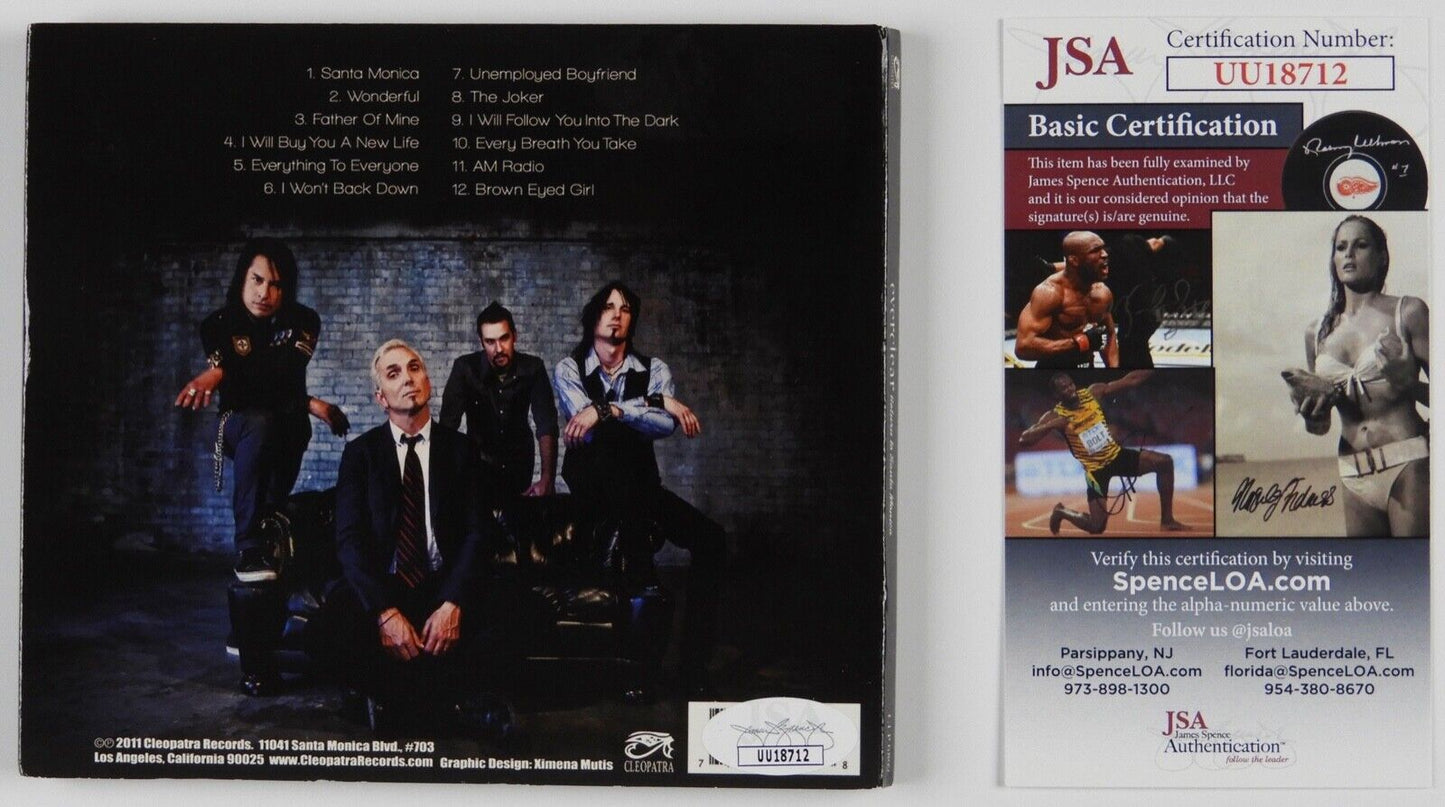 1. Santa Monica
2. Wonderful
3. Father Of Mine
4. I Will Buy You A New Life
5. Everything To Everyone
6. I Won't Back Down
7. Unemployed Boyfriend
8. The Joker
9. I Will Follow You Into The Dark
10. Every Breath You Take
11. AM Radio
12. Brown Eyed Girl
everclear
©℗ 2011 Cleopatra Records. 11041 Santa Monica Blvd., #703
Los Angeles, California 90025 www.CleopatraRecords.com Graphic Design: Ximena Mutis
CLEOPATRA
JSA
UU18712
7
8
JSA
Certification Number:
UU18712
Basic Certification
This item has been fully examined by
James Spence Authentication, LLC
and it is our considered opinion that the
signature(s) is/are genuine.
#7
BOLT
Verify this certification by visiting
SpenceLOA.com
and entering the alpha-numeric value above.
Follow us @jsaloa
Parsippany, NJ
info@SpenceLOA.com
973-898-1300
Fort Lauderdale, FL
florida@SpenceLOA.com
954-380-8670
JSA
James Spence
Authentication™
follow the leader